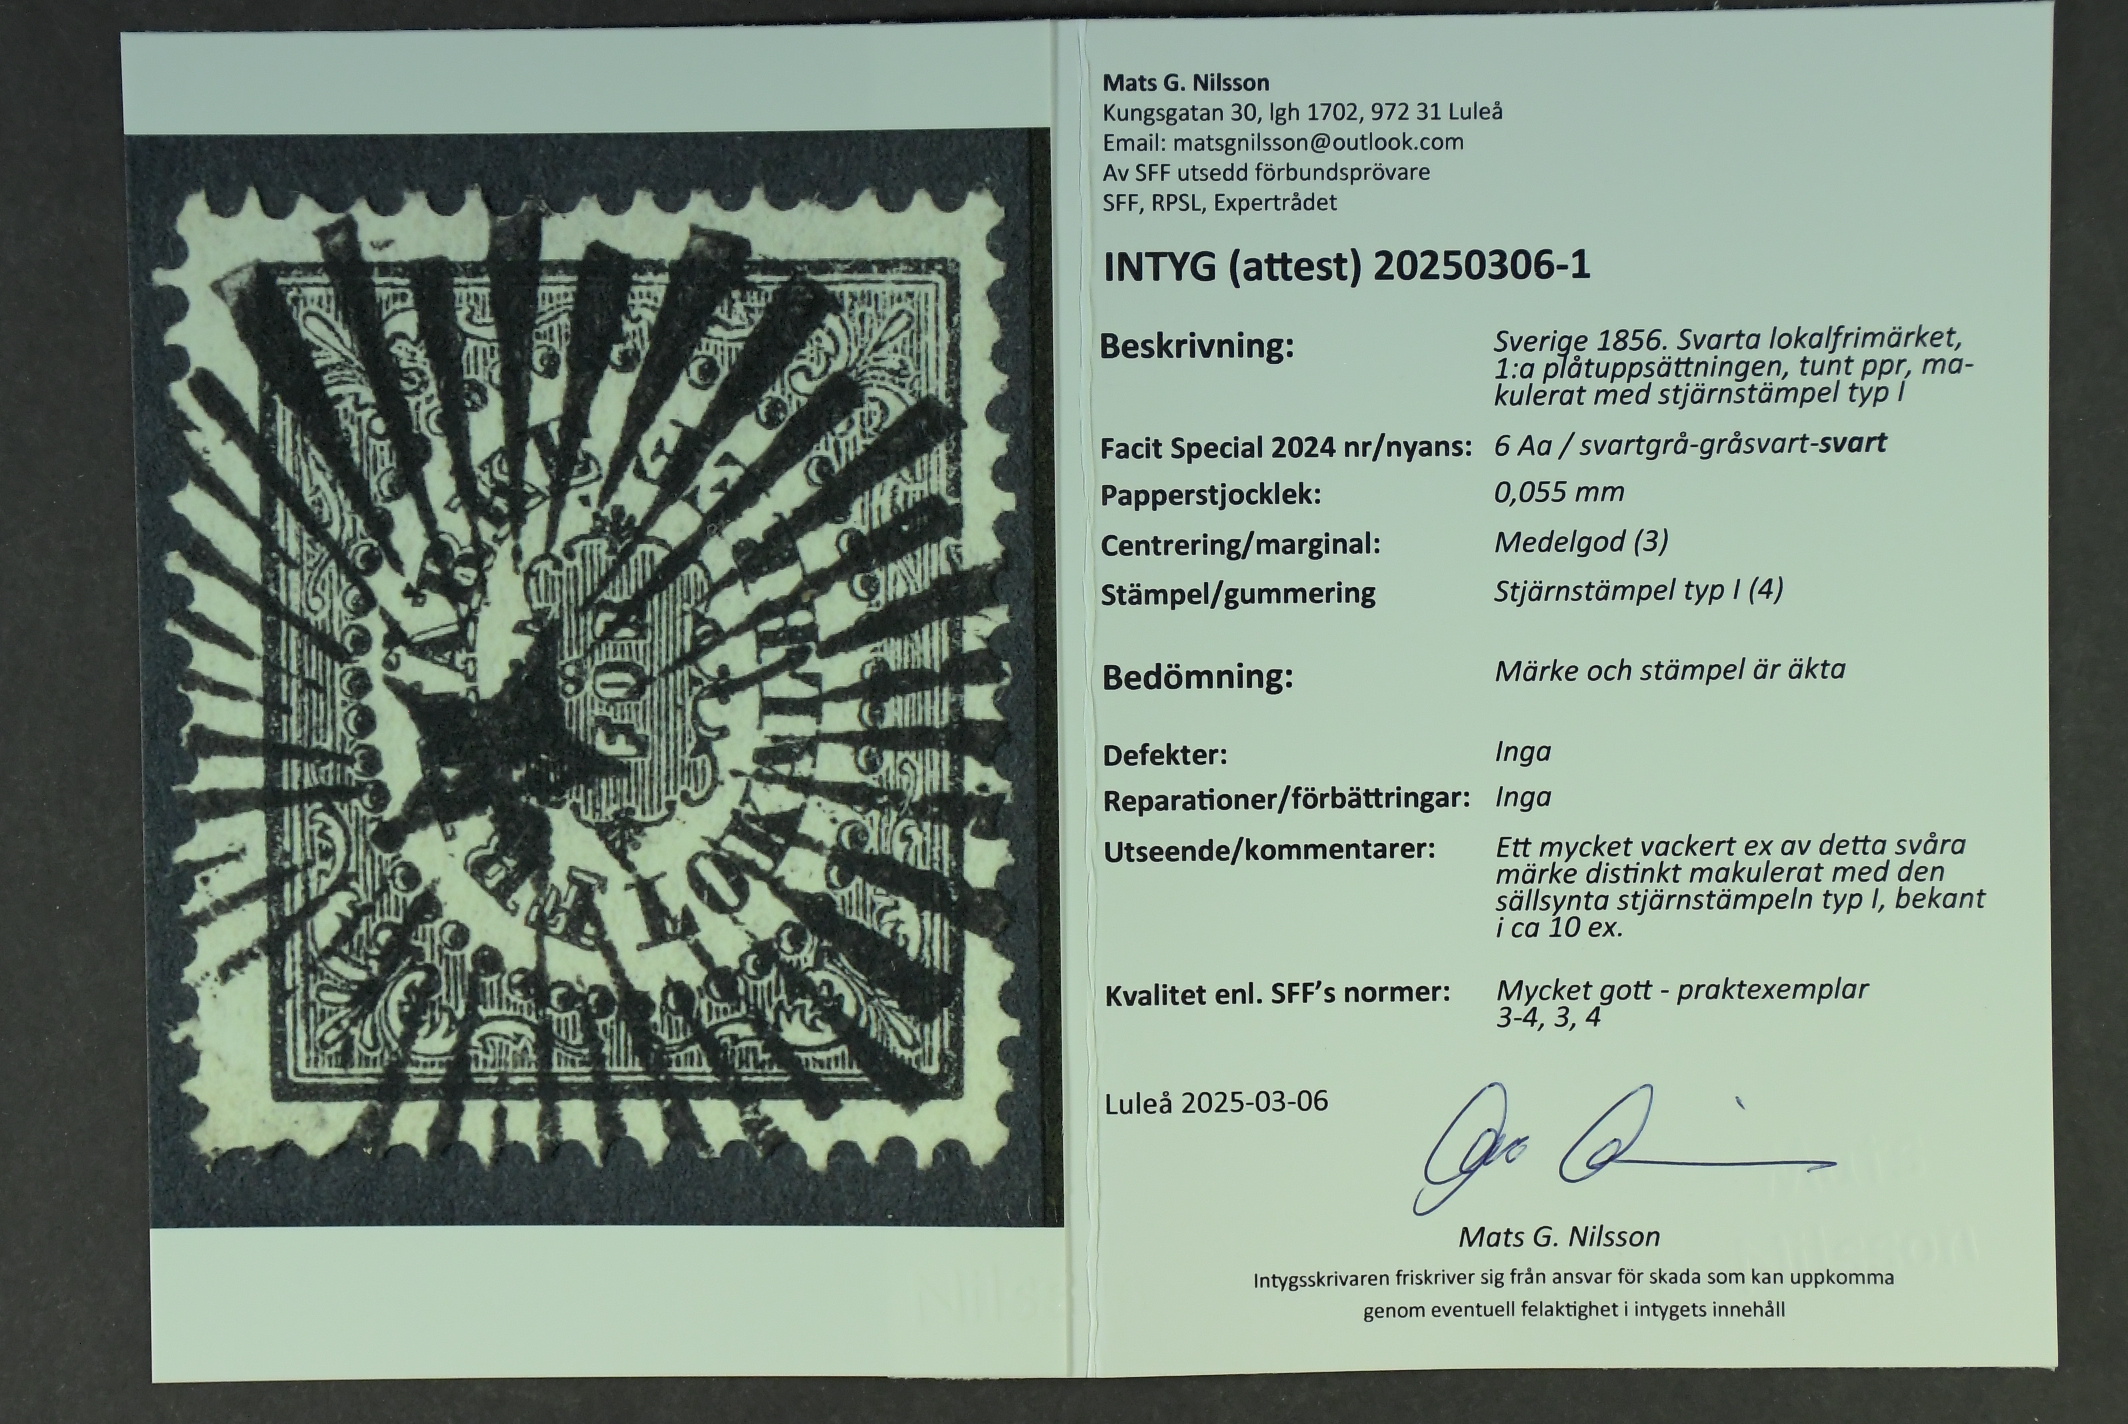 Mats G. Nilsson
Kungsgatan 30, lgh 1702, 972 31 Luleå
Email: matsgnilsson@outlook.com
Av SFF utsedd förbundsprövare
SFF, RPSL, Expertrådet
INTYG (attest) 20250306-1
Beskrivning: Sverige 1856. Svarta lokalfrimärket,
1:a plåtuppsättningen, tunt ppr, ma-
kulerat med stjärnstämpel typ I
Facit Special 2024 nr/nyans: 6 Aa / svartgrå-gråsvart-svart
Papperstjocklek: 0,055 mm
Centrering/marginal: Medelgod (3)
Stämpel/gummering Stjärnstämpel typ I (4)
Bedömning: Märke och stämpel är äkta
Defekter: Inga
Reparationer/förbättringar: Inga
Utseende/kommentarer: Ett mycket vackert ex av detta svåra
märke distinkt makulerat med den
sällsynta stjärnstämpeln typ I, bekant
i ca 10 ex.
Kvalitet enl. SFF's normer: Mycket gott - praktexemplar
3-4, 3, 4
Luleå 2025-03-06
Mats G. Nilsson
Intygsskrivaren friskriver sig från ansvar för skada som kan uppkomma
genom eventuell felaktighet i intygets innehåll
FÖR